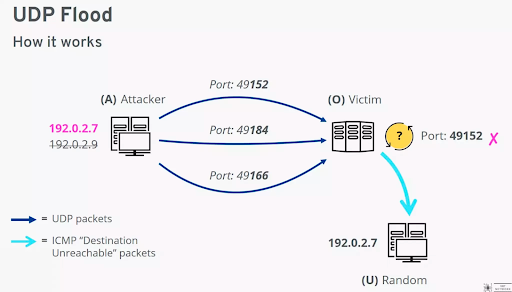 UDP Flood
How it works
(A) Attacker
192.0.2.7
192.0.2.9
Port: 49152
Port: 49184
Port: 49166
(O) Victim
?
Port: 49152 X
= UDP packets
= ICMP “Destination
Unreachable” packets
192.0.2.7
(U) Random